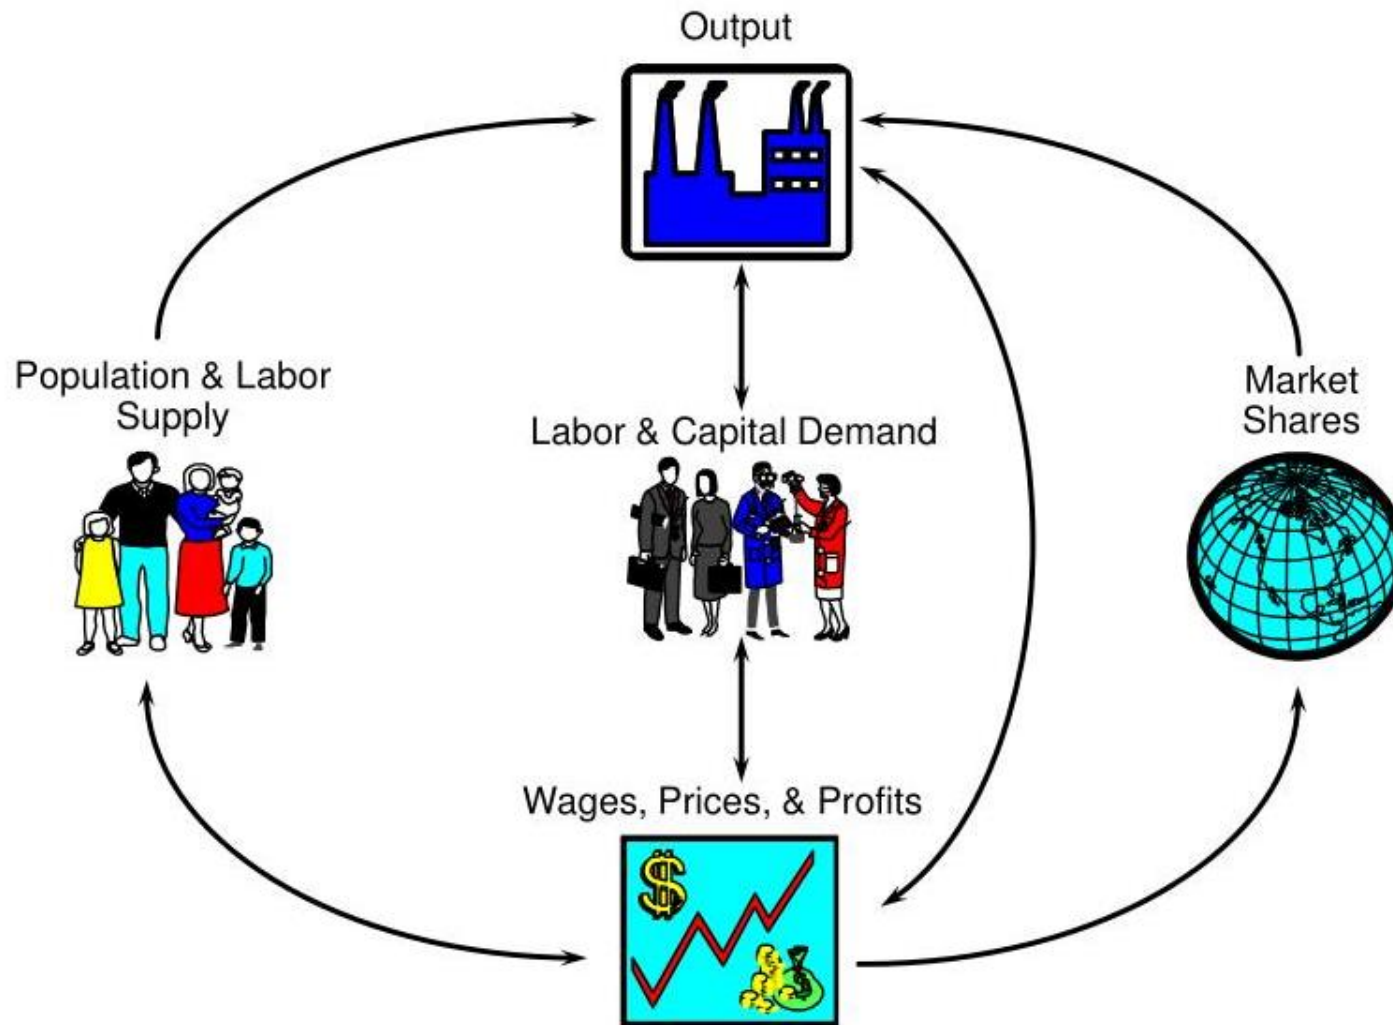 Output
Population & Labor
Supply
Labor & Capital Demand
Market
Shares
Wages, Prices, & Profits
$